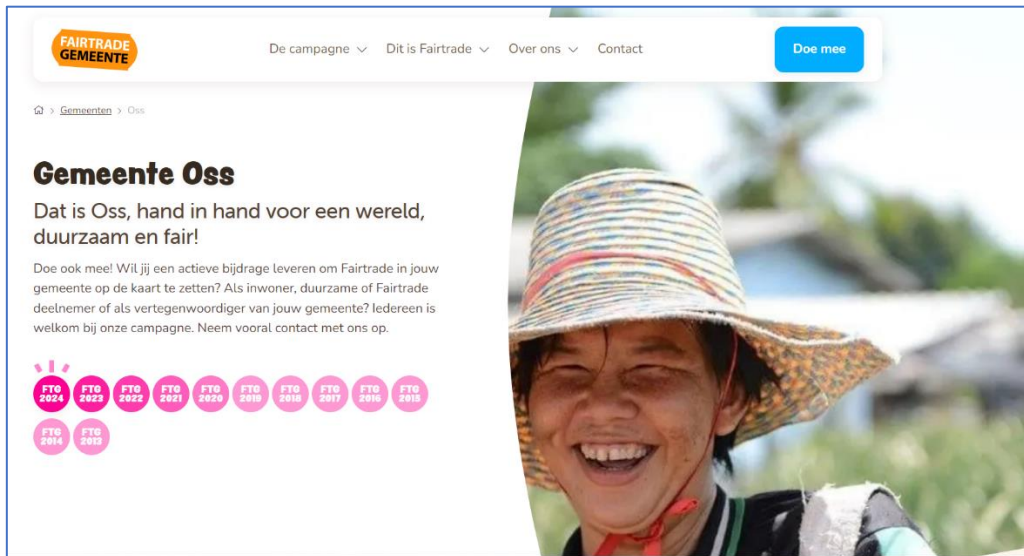 FAIRTRADE
GEMEENTE
De campagne Dit is Fairtrade Over ons Contact Doe mee
> Gemeenten > Oss
Gemeente Oss
Dat is Oss, hand in hand voor een wereld,
duurzaam en fair!
Doe ook mee! Wil jij een actieve bijdrage leveren om Fairtrade in jouw
gemeente op de kaart te zetten? Als inwoner, duurzame of Fairtrade
deelnemer of als vertegenwoordiger van jouw gemeente? Iedereen is
welkom bij onze campagne. Neem vooral contact met ons op.
FTG 2024 FTG 2023 FTG 2022 FTG 2021 FTG 2020 FTG 2019 FTG 2018 FTG 2017 FTG 2016 FTG 2015
FTG 2014 FTG 2013